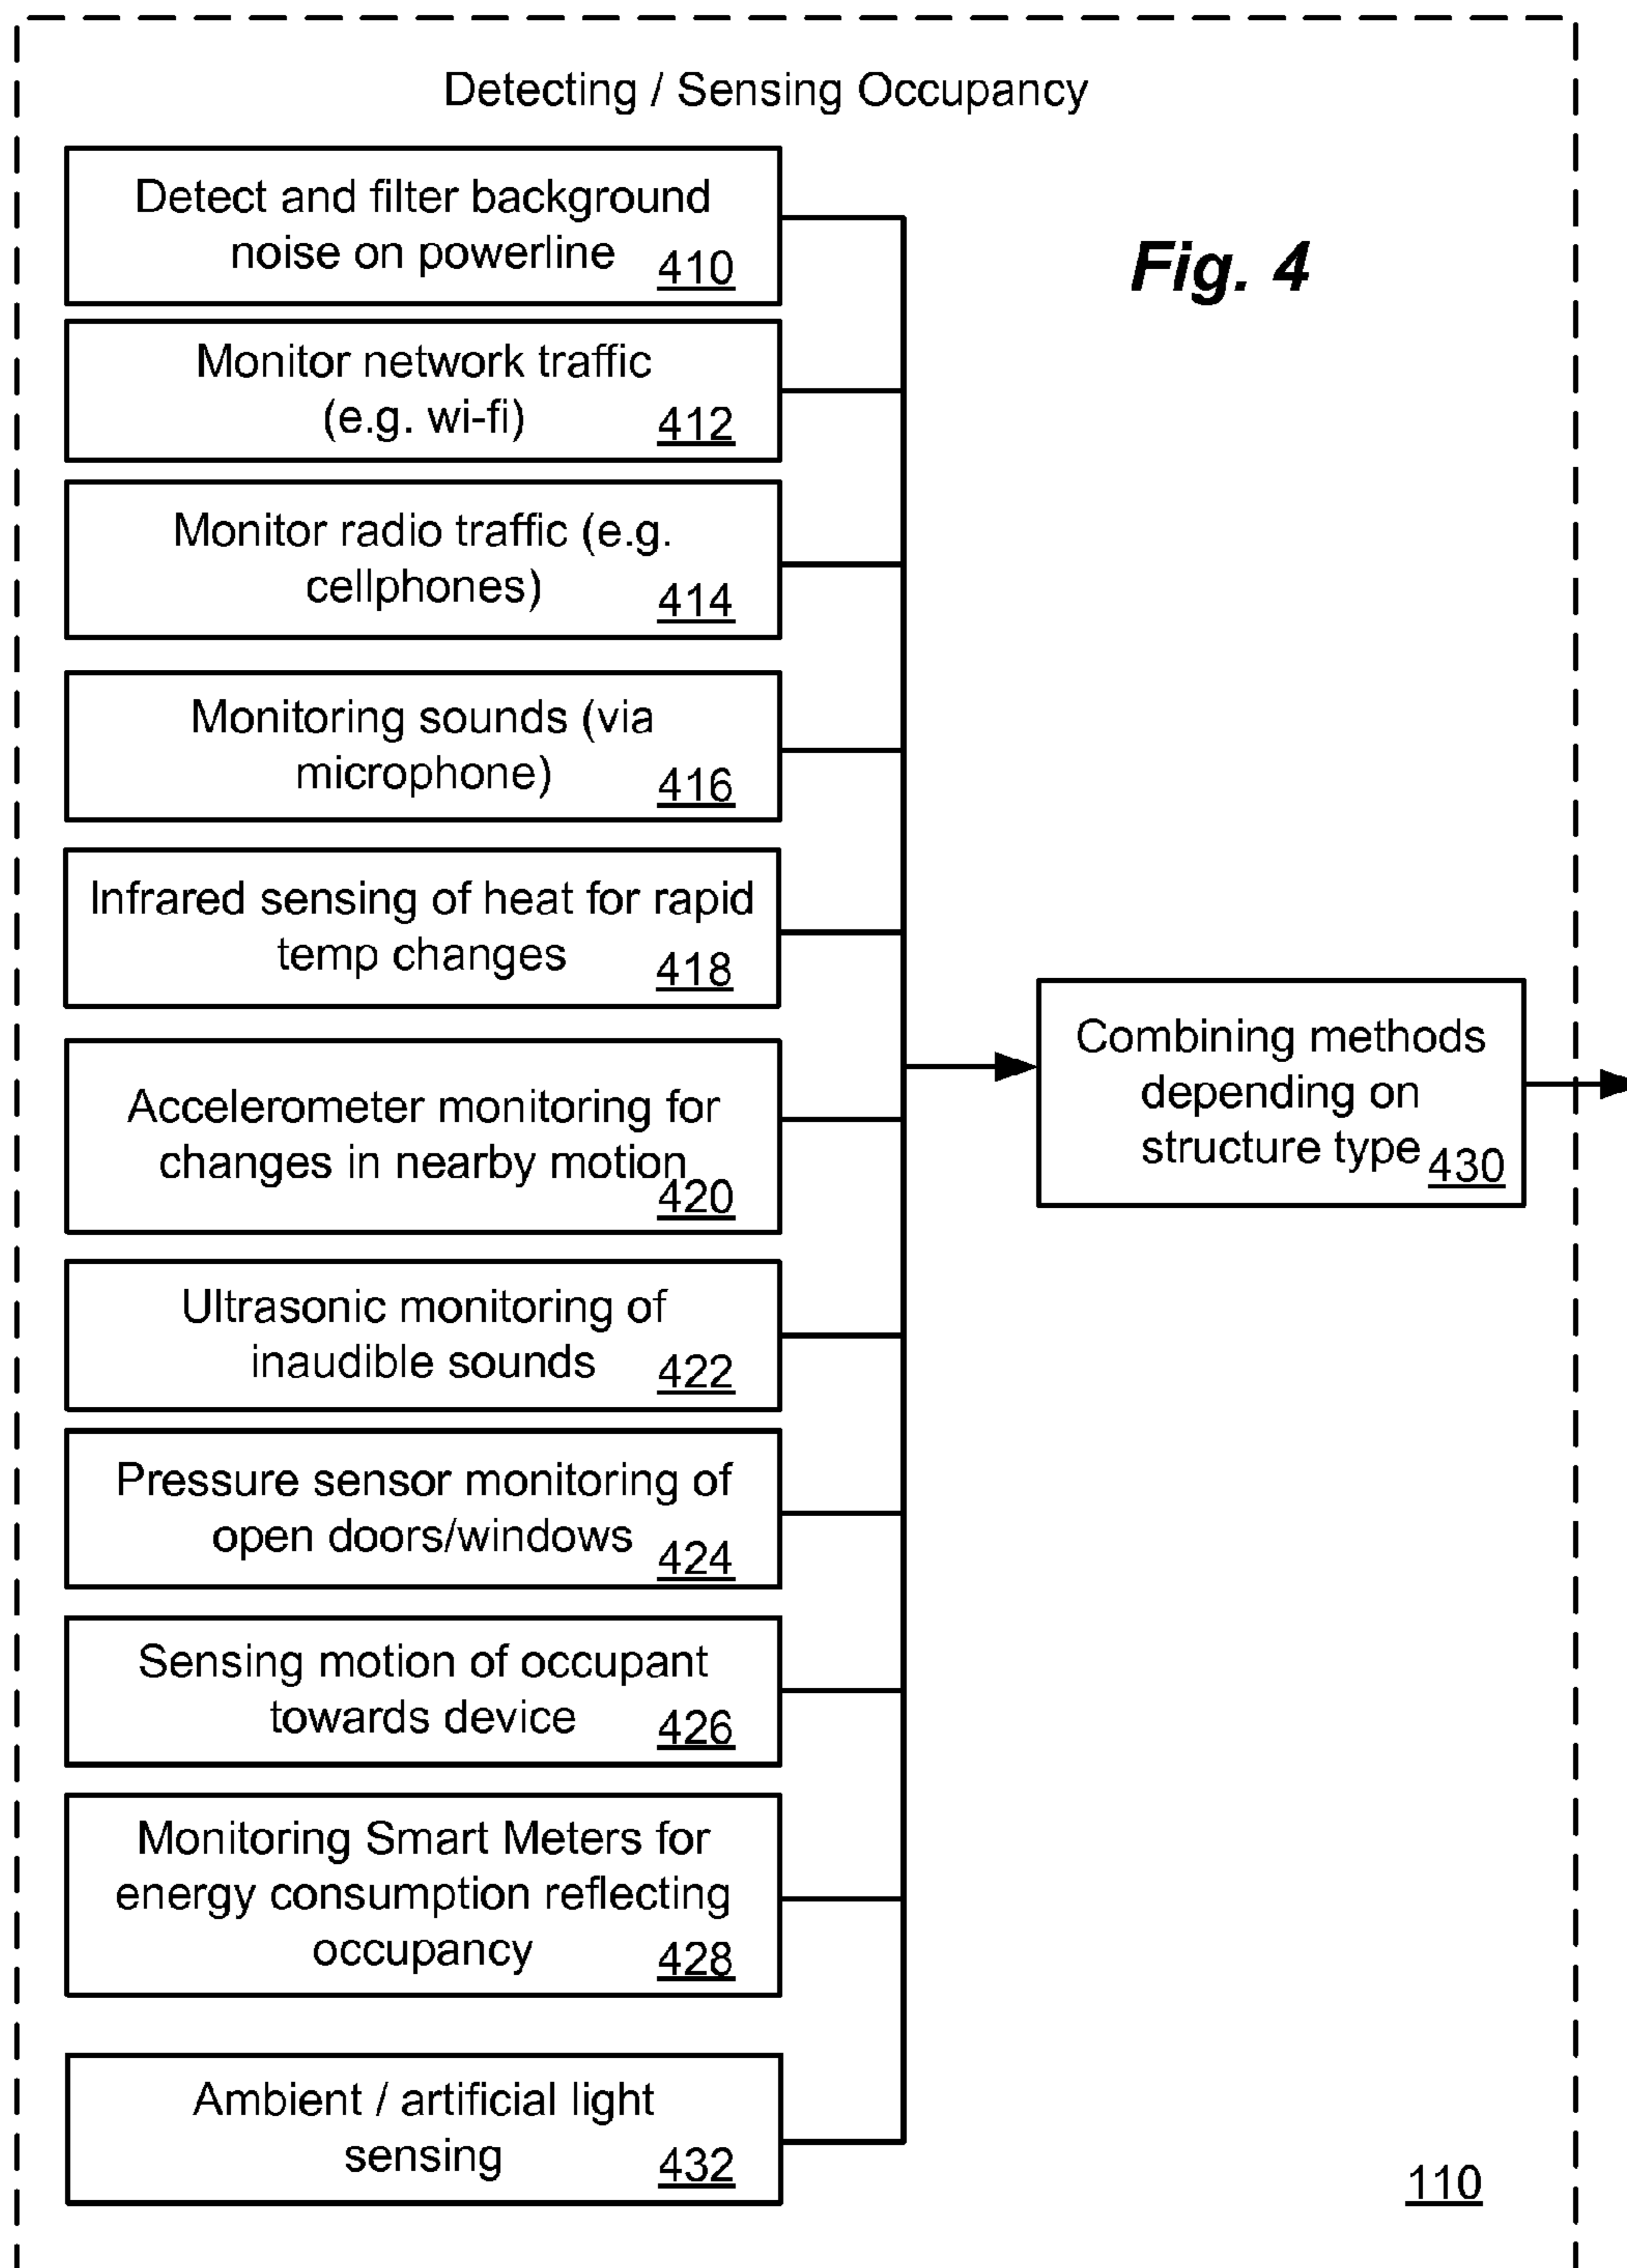 Detecting / Sensing Occupancy
Fig. 4
Detect and filter background
noise on powerline 410
Monitor network traffic
(e.g. wi-fi) 412
Monitor radio traffic (e.g.
cellphones) 414
Monitoring sounds (via
microphone) 416
Infrared sensing of heat for rapid
temp changes 418
Accelerometer monitoring for
changes in nearby motion
420
Ultrasonic monitoring of
inaudible sounds 422
Pressure sensor monitoring of
open doors/windows 424
Sensing motion of occupant
towards device 426
Monitoring Smart Meters for
energy consumption reflecting
occupancy 428
Ambient / artificial light
sensing 432
Combining methods
depending on
structure type 430
110